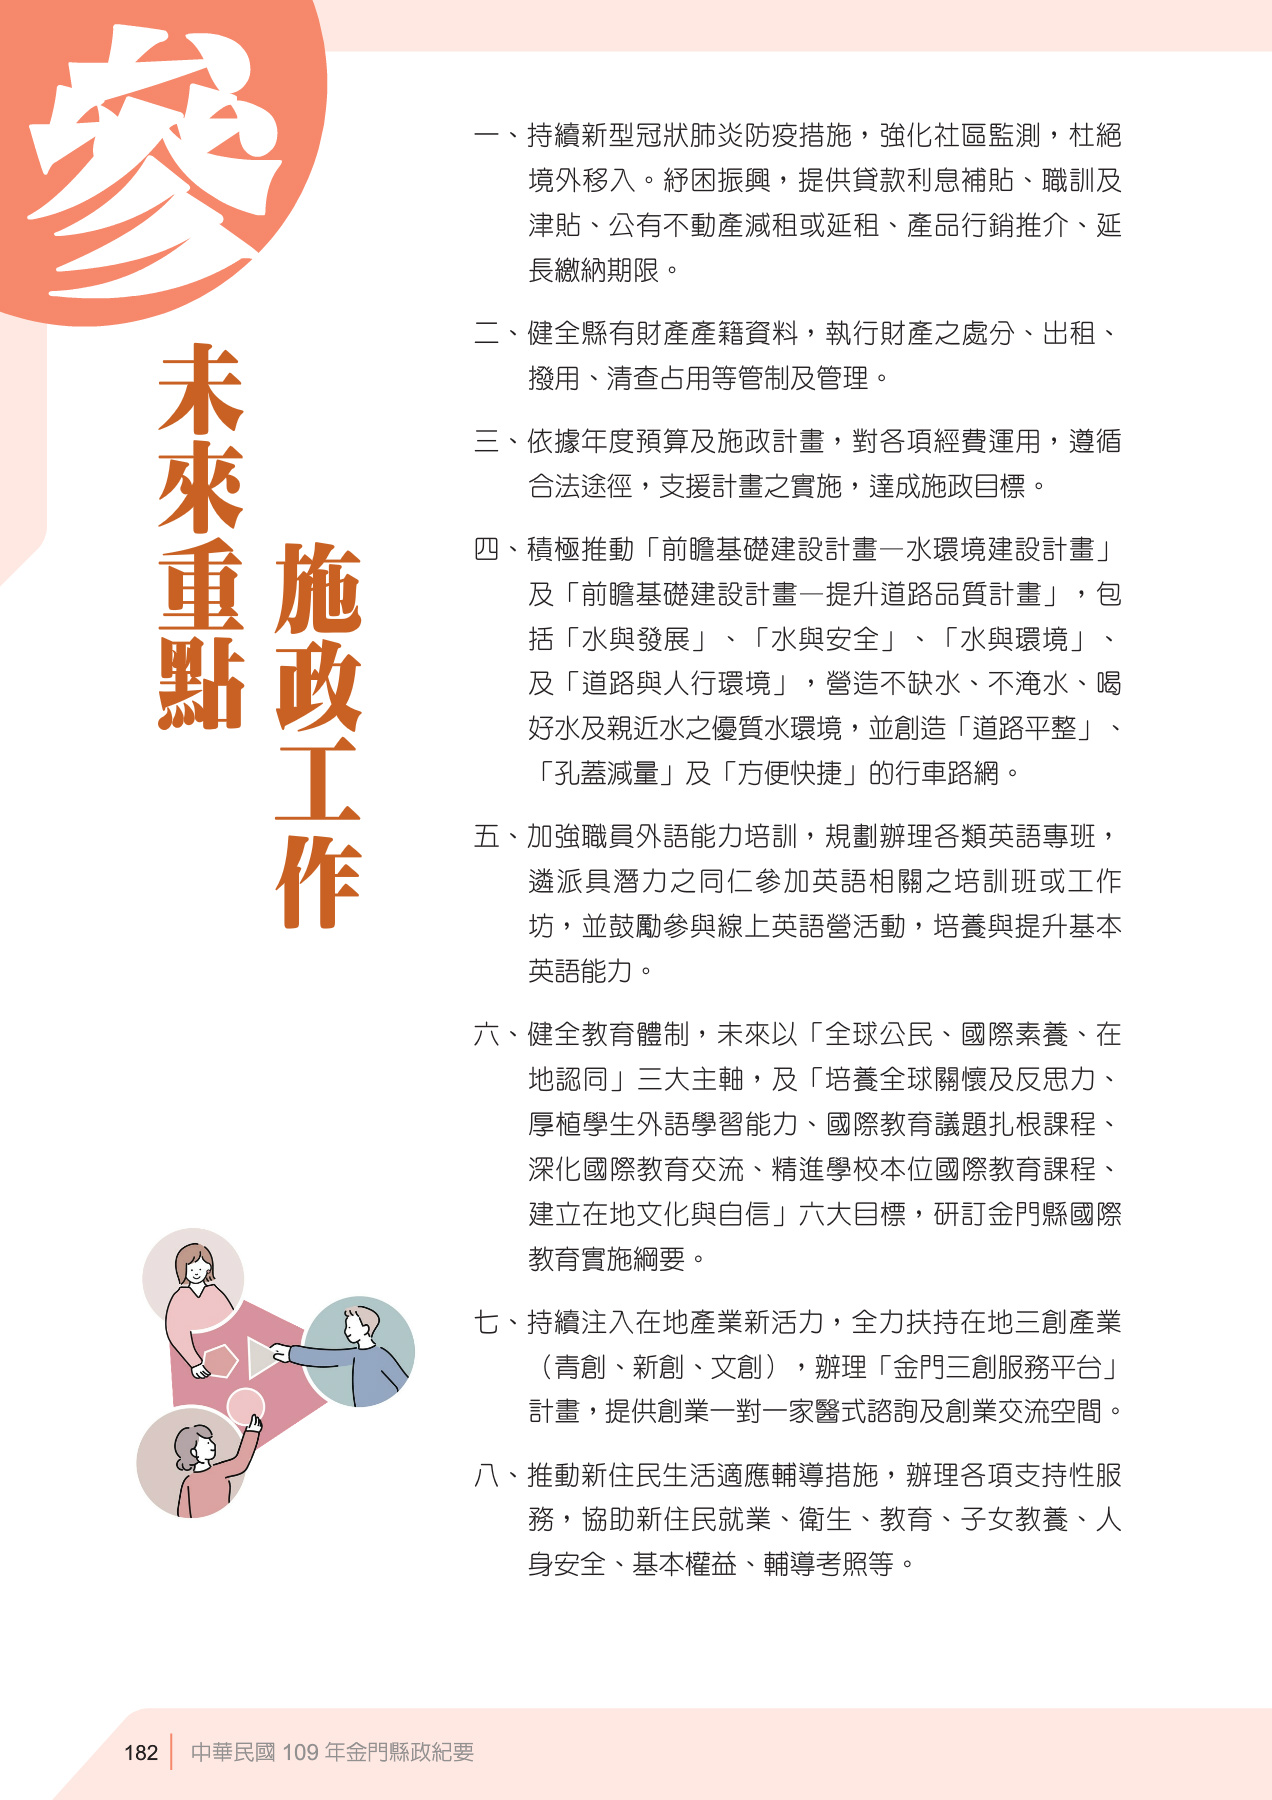 參
未來重點
施政工作
一、持續新型冠狀肺炎防疫措施，強化社區監測，杜絕
境外移入。紓困振興，提供貸款利息補貼、職訓及
津貼、公有不動產減租或延租、產品行銷推介、延
長繳納期限。
二、健全縣有財產產籍資料，執行財產之處分、出租、
撥用、清查占用等管制及管理。
三、依據年度預算及施政計畫，對各項經費運用，遵循
合法途徑，支援計畫之實施，達成施政目標。
四、積極推動「前瞻基礎建設計畫—水環境建設計畫」
及「前瞻基礎建設計畫—提升道路品質計畫」，包
括「水與發展」、「水與安全」、「水與環境」、
及「道路與人行環境」，營造不缺水、不淹水、喝
好水及親近水之優質水環境，並創造「道路平整」、
「孔蓋減量」及「方便快捷」的行車路網。
五、加強職員外語能力培訓，規劃辦理各類英語專班，
遴派具潛力之同仁參加英語相關之培訓班或工作
坊，並鼓勵參與線上英語營活動，培養與提升基本
英語能力。
六、健全教育體制，未來以「全球公民、國際素養、在
地認同」三大主軸，及「培養全球關懷及反思力、
厚植學生外語學習能力、國際教育議題扎根課程、
深化國際教育交流、精進學校本位國際教育課程、
建立在地文化與自信」六大目標，研訂金門縣國際
教育實施綱要。
七、持續注入在地產業新活力，全力扶持在地三創產業
（青創、新創、文創），辦理「金門三創服務平台」
計畫，提供創業一對一家醫式諮詢及創業交流空間。
八、推動新住民生活適應輔導措施，辦理各項支持性服
務，協助新住民就業、衛生、教育、子女教養、人
身安全、基本權益、輔導考照等。
182 中華民國 109 年金門縣政紀要